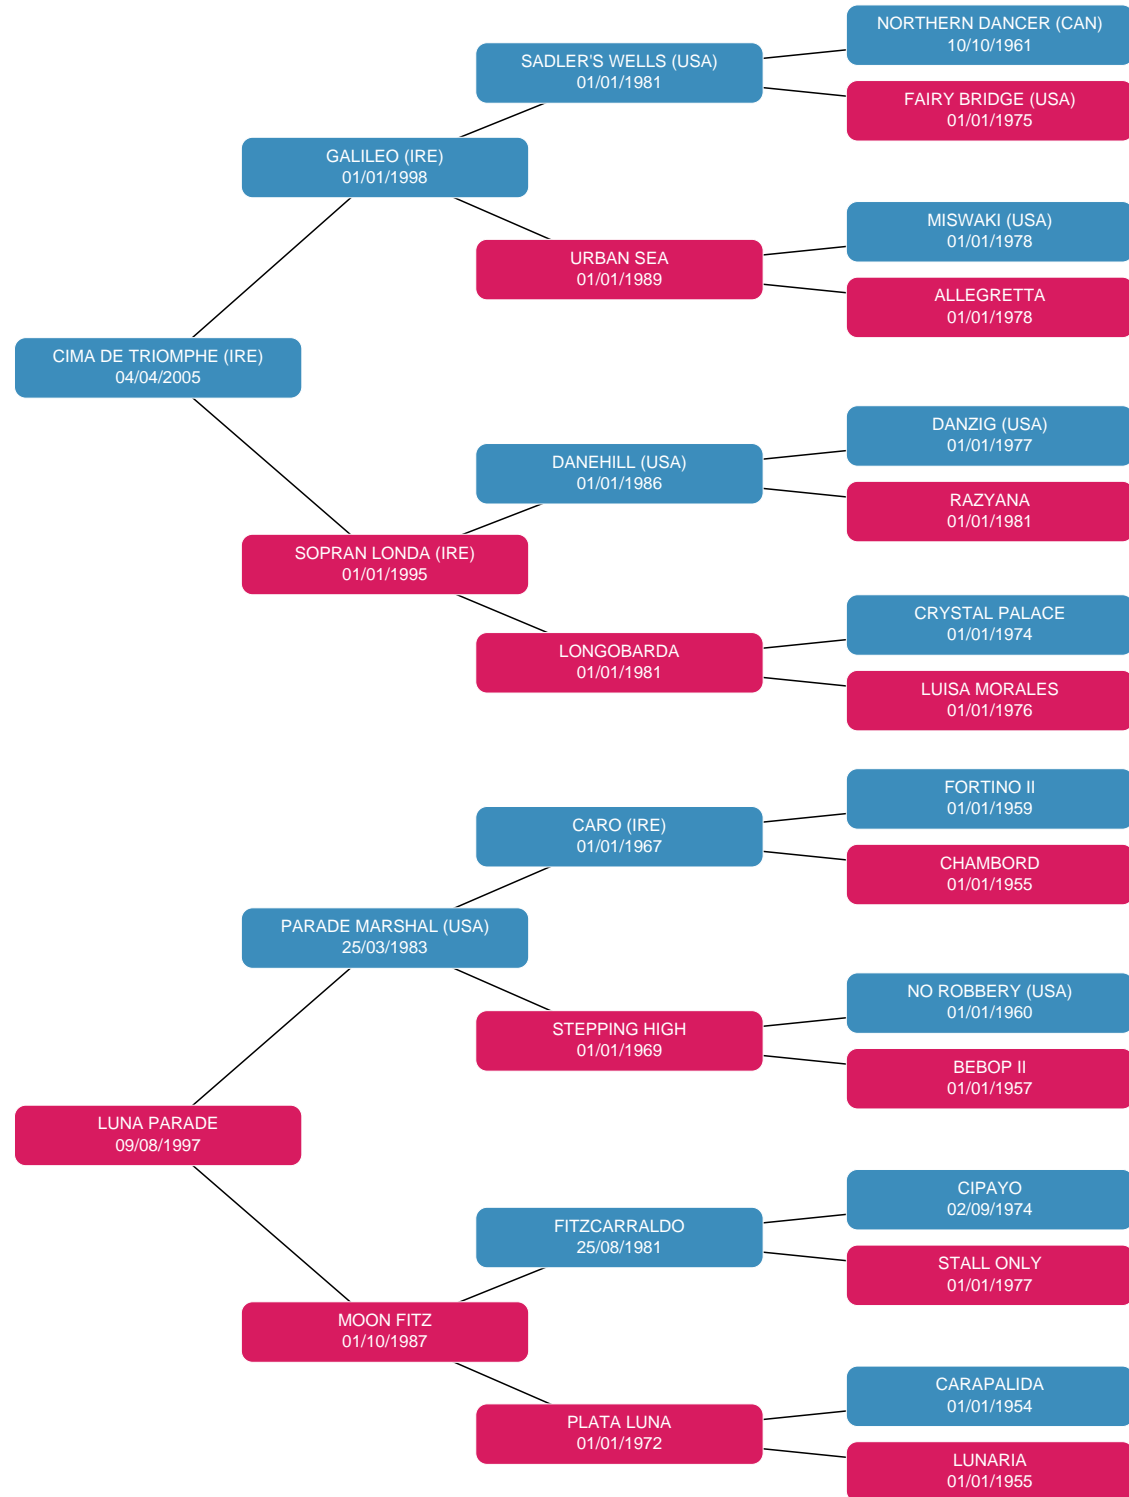 NORTHERN DANCER (CAN)
10/10/1961
SADLER'S WELLS (USA)
01/01/1981
FAIRY BRIDGE (USA)
01/01/1975
GALILEO (IRE)
01/01/1998
MISWAKI (USA)
01/01/1978
URBAN SEA
01/01/1989
ALLEGRETTA
01/01/1978
CIMA DE TRIOMPHE (IRE)
04/04/2005
DANZIG (USA)
01/01/1977
DANEHILL (USA)
01/01/1986
RAZYANA
01/01/1981
SOPRAN LONDA (IRE)
01/01/1995
CRYSTAL PALACE
01/01/1974
LONGOBARDA
01/01/1981
LUISA MORALES
01/01/1976
FORTINO II
01/01/1959
CARO (IRE)
01/01/1967
CHAMBORD
01/01/1955
PARADE MARSHAL (USA)
25/03/1983
NO ROBBERY (USA)
01/01/1960
STEPPING HIGH
01/01/1969
BEBOP II
01/01/1957
LUNA PARADE
09/08/1997
CIPAYO
02/09/1974
FITZCARRALDO
25/08/1981
STALL ONLY
01/01/1977
MOON FITZ
01/10/1987
CARAPALIDA
01/01/1954
PLATA LUNA
01/01/1972
LUNARIA
01/01/1955